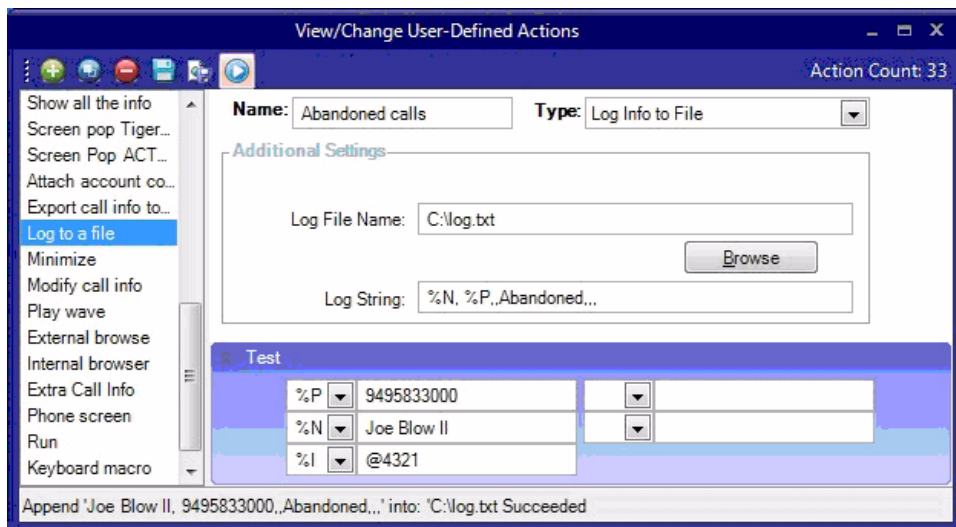 View/Change User-Defined Actions
Action Count: 33
Show all the info
Screen pop Tiger...
Screen Pop ACT...
Attach account co...
Export call info to...
Log to a file
Minimize
Modify call info
Play wave
External browse
Internal browser
Extra Call Info
Phone screen
Run
Keyboard macro
Name: Abandoned calls Type: Log Info to File
Additional Settings
Log File Name: C:\log.txt
Browse
Log String: %N, %P,,Abandoned,,,
Test
%P 9495833000
%N Joe Blow II
%I @4321
Append 'Joe Blow II, 9495833000,,Abandoned,,,' into: 'C:\log.txt Succeeded